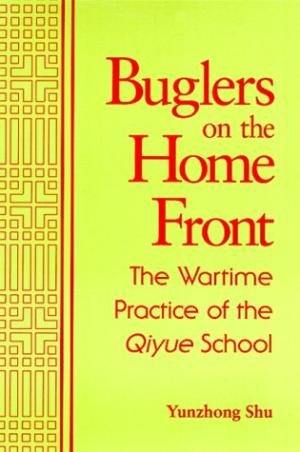 Buglers
on the
Home
Front
The Wartime
Practice of the
Qiyue School
Yunzhong Shu